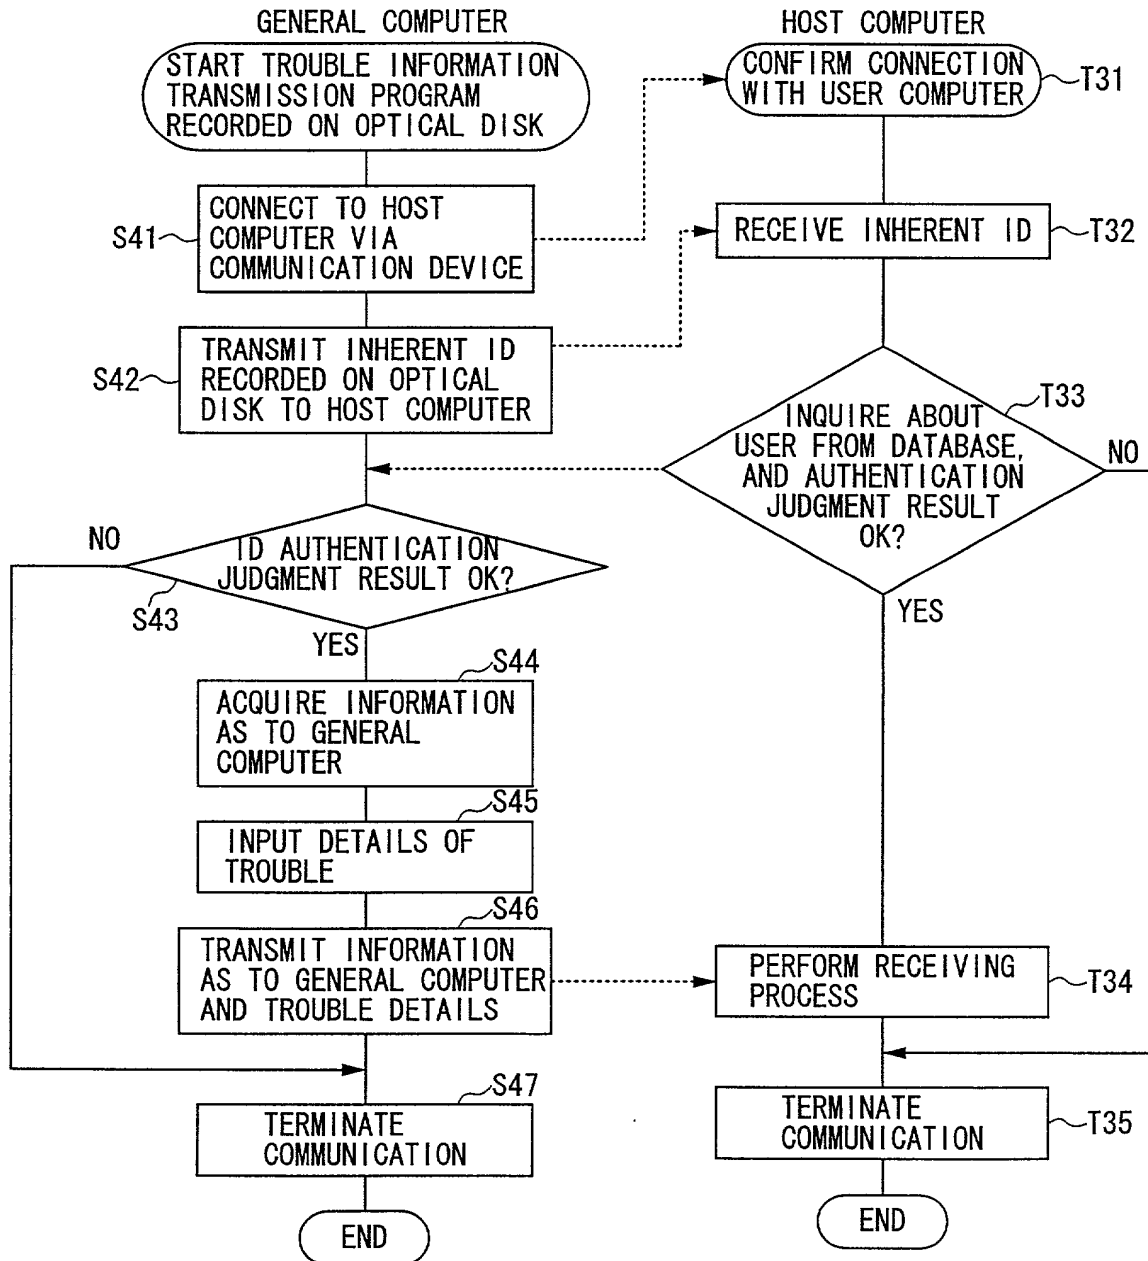 GENERAL COMPUTER
START TROUBLE INFORMATION
TRANSMISSION PROGRAM
RECORDED ON OPTICAL DISK
S41
CONNECT TO HOST
COMPUTER VIA
COMMUNICATION DEVICE
S42
TRANSMIT INHERENT ID
RECORDED ON OPTICAL
DISK TO HOST COMPUTER
NO
ID AUTHENTICATION
JUDGMENT RESULT OK?
S43
YES
S44
ACQUIRE INFORMATION
AS TO GENERAL
COMPUTER
S45
INPUT DETAILS OF
TROUBLE
S46
TRANSMIT INFORMATION
AS TO GENERAL COMPUTER
AND TROUBLE DETAILS
S47
TERMINATE
COMMUNICATION
END
HOST COMPUTER
CONFIRM CONNECTION
WITH USER COMPUTER
T31
RECEIVE INHERENT ID
T32
T33
INQUIRE ABOUT
USER FROM DATABASE,
AND AUTHENTICATION
JUDGMENT RESULT
OK?
NO
YES
PERFORM RECEIVING
PROCESS
T34
TERMINATE
COMMUNICATION
T35
END